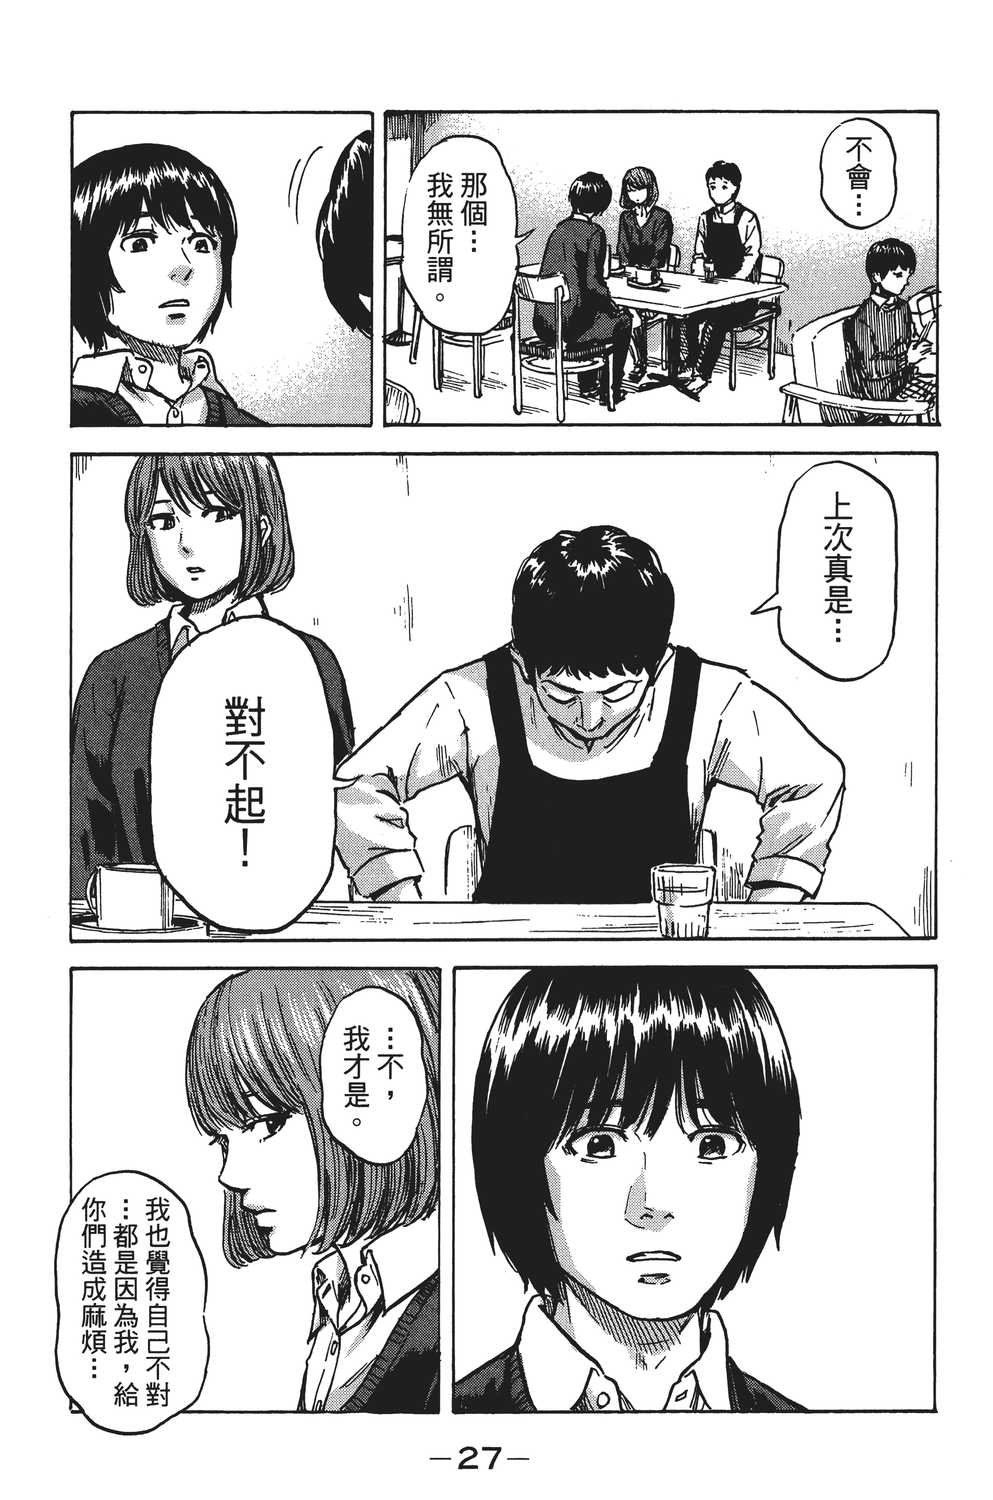 不會⋯
那個⋯
我無所謂。
上次真是⋯
對不起！
⋯不，
我才是。
我也覺得自己不對
⋯都是因為我，給
你們造成麻煩⋯
－27－